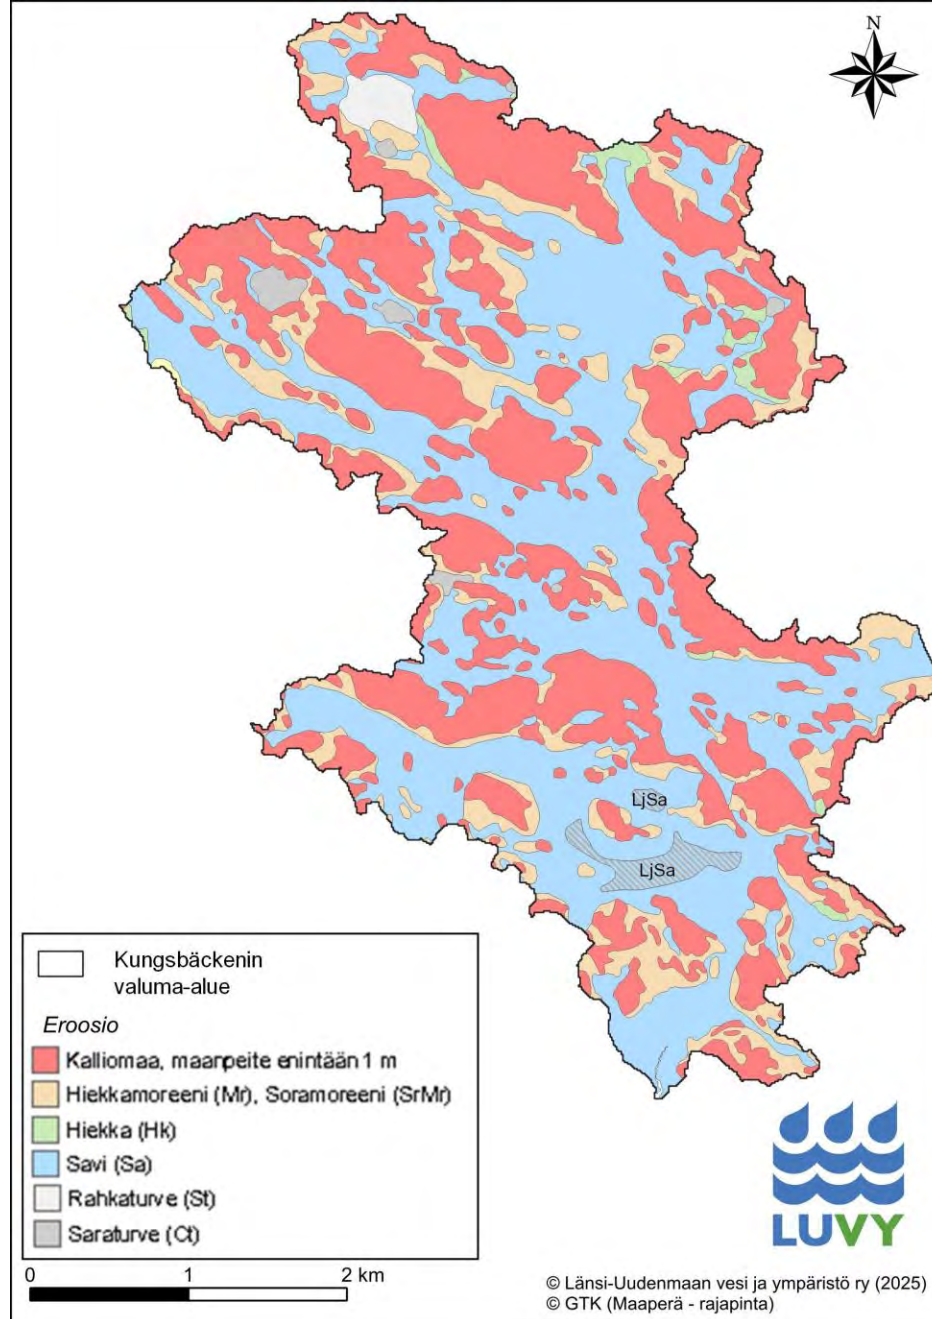 N
LjSa
LjSa
Kungsbäckenin
valuma-alue
Eroosio
Kalliomaa, maanpeite enintään 1 m
Hiekkamoreeni (Mr), Soramoreeni (SrMr)
Hiekka (Hk)
Savi (Sa)
Rahkaturve (St)
Saraturve (Ct)
0 1 2 km
LUVY
© Länsi-Uudenmaan vesi ja ympäristö ry (2025)
© GTK (Maaperä - rajapinta)